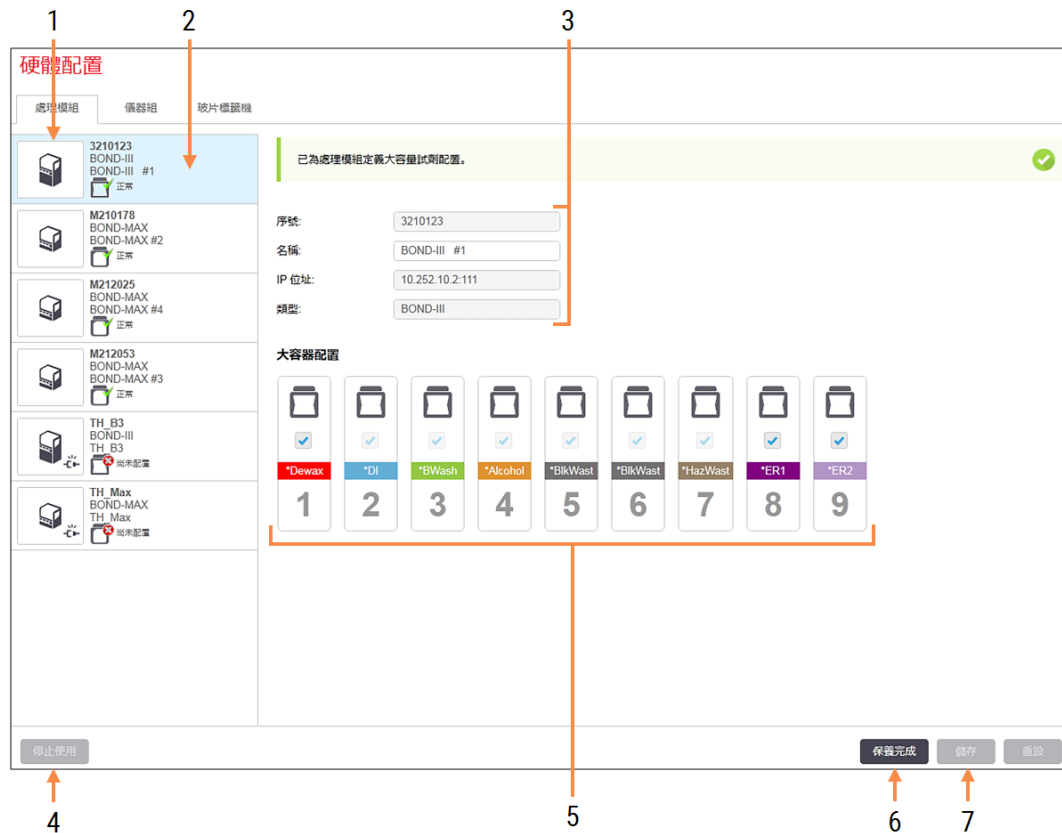 1
2
3
硬體配置
處理模組
儀器組
玻片標籤機
3210123
BOND-III
BOND-III #1
正常
M210178
BOND-MAX
BOND-MAX #2
正常
M212025
BOND-MAX
BOND-MAX #4
正常
M212053
BOND-MAX
BOND-MAX #3
正常
TH_B3
BOND-III
TH_B3
尚未配置
TH_Max
BOND-MAX
TH_Max
尚未配置
已為處理模組定義大容量試劑配置。
序號: 3210123
名稱: BOND-III #1
IP 位址: 10.252.10.2:111
類型: BOND-III
大容器配置
*Dewax *DI *BWash *Alcohol *BlkWast *BlkWast *HazWast *ER1 *ER2
1 2 3 4 5 6 7 8 9
停止使用
保養完成
儲存
重設
4
5
6
7